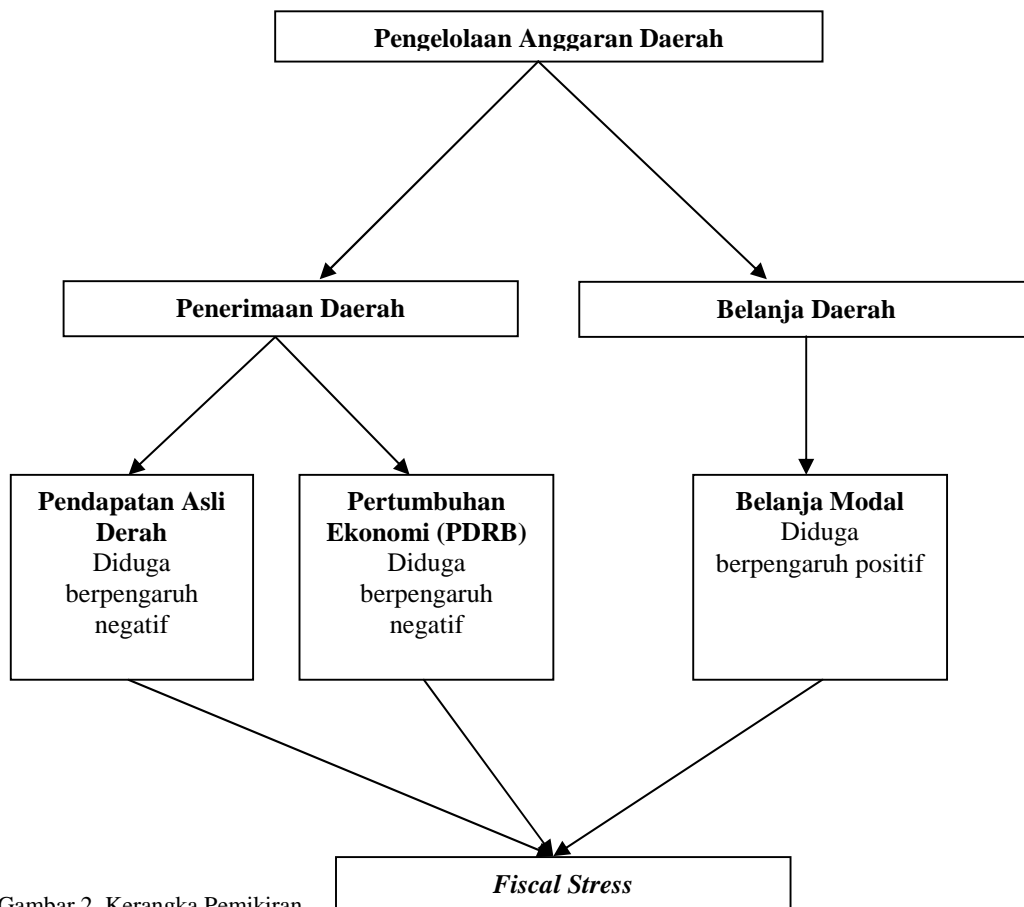 Pengelolaan Anggaran Daerah
Penerimaan Daerah
Belanja Daerah
Pendapatan Asli
Derah
Diduga
berpengaruh
negatif
Pertumbuhan
Ekonomi (PDRB)
Diduga
berpengaruh
negatif
Belanja Modal
Diduga
berpengaruh positif
Fiscal Stress
Gambar 2. Kerangka Pemikiran